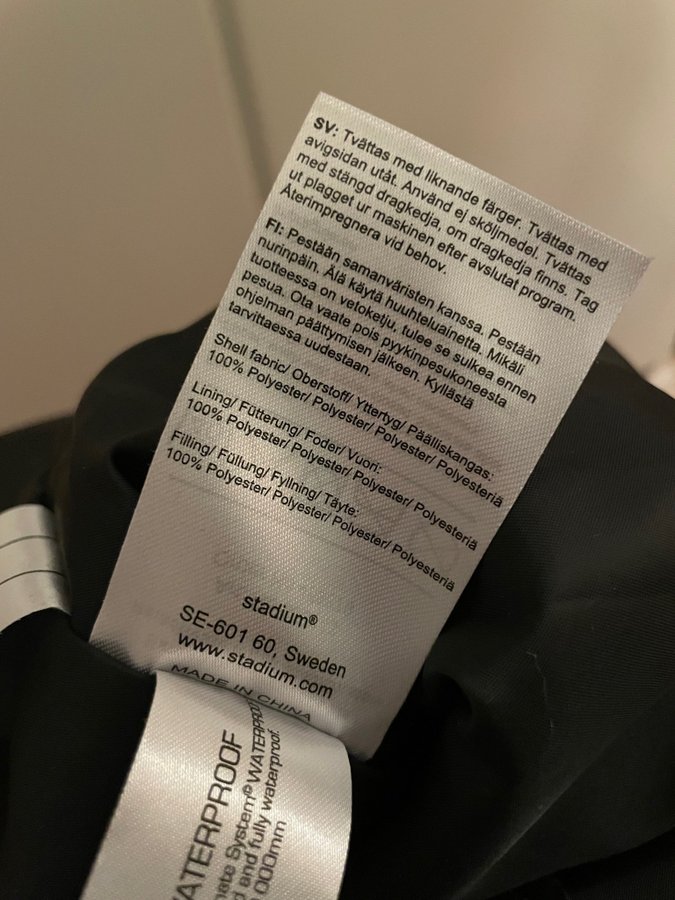 SV: Tvättas med liknande färger. Tvättas med
avigsidan utåt. Använd ej sköljmedel. Tvättas
med stängd dragkedja, om dragkedja finns. Tag
ut plagget ur maskinen efter avslutat program.
Återimpregnera vid behov.
FI: Pestään samanväristen kanssa. Pestään
nurinpäin. Älä käytä huuhteluainetta. Mikäli
tuotteessa on vetoketju, tulee se sulkea ennen
pesua. Ota vaate pois pyykinpesukoneesta
ohjelman päättymisen jälkeen. Kyllästä
tarvittaessa uudestaan.
Shell fabric/ Oberstoff/ Yttertyg/ Päälliskangas:
100% Polyester/ Polyester/ Polyester/ Polyesteriä
Lining/ Fütterung/ Foder/ Vuori:
100% Polyester/ Polyester/ Polyester/ Polyesteriä
Filling/ Füllung/ Fyllning/ Täyte:
100% Polyester/ Polyester/ Polyester/ Polyesteriä
stadium®
SE-601 60, Sweden
www.stadium.com
MADE IN CHINA
WATERPROOF
System® WATERPROOF
and fully waterproof.
000mm